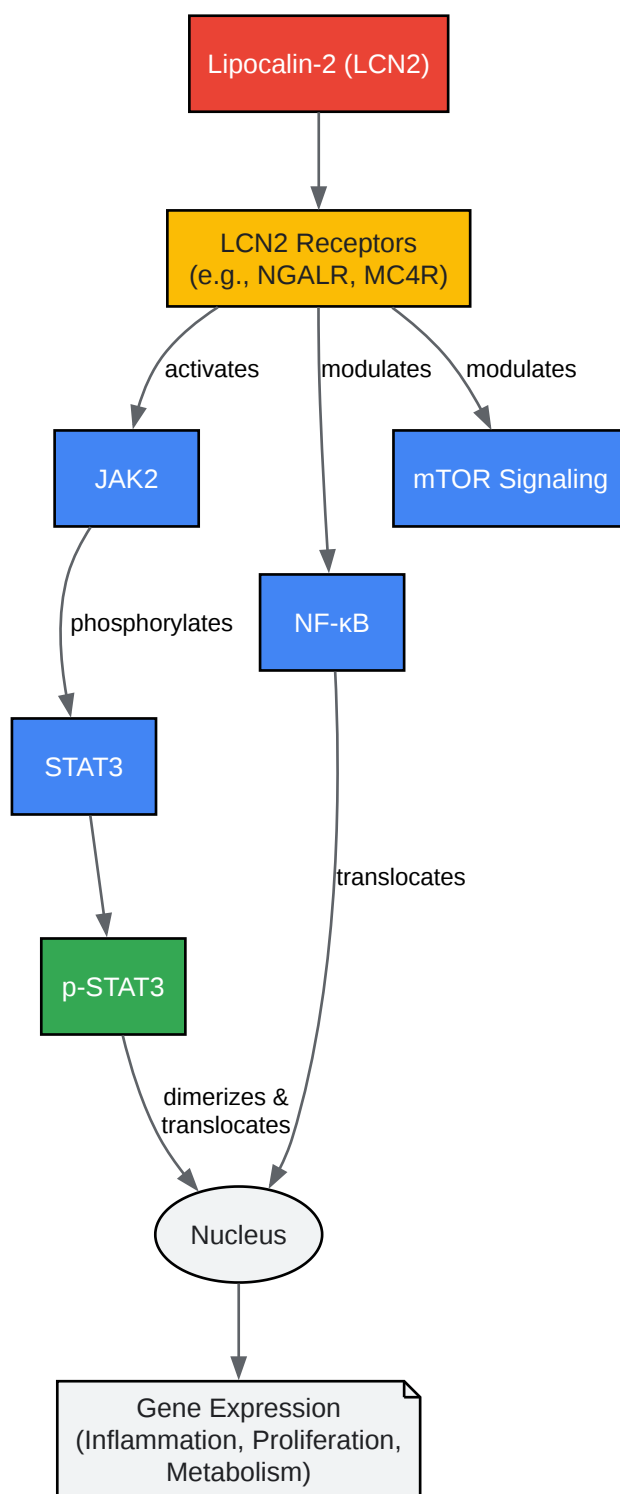 Lipocalin-2 (LCN2)
LCN2 Receptors
(e.g., NGALR, MC4R)
activates
modulates
modulates
JAK2
mTOR Signaling
phosphorylates
NF-κB
STAT3
translocates
p-STAT3
dimerizes &
translocates
Nucleus
Gene Expression
(Inflammation, Proliferation,
Metabolism)